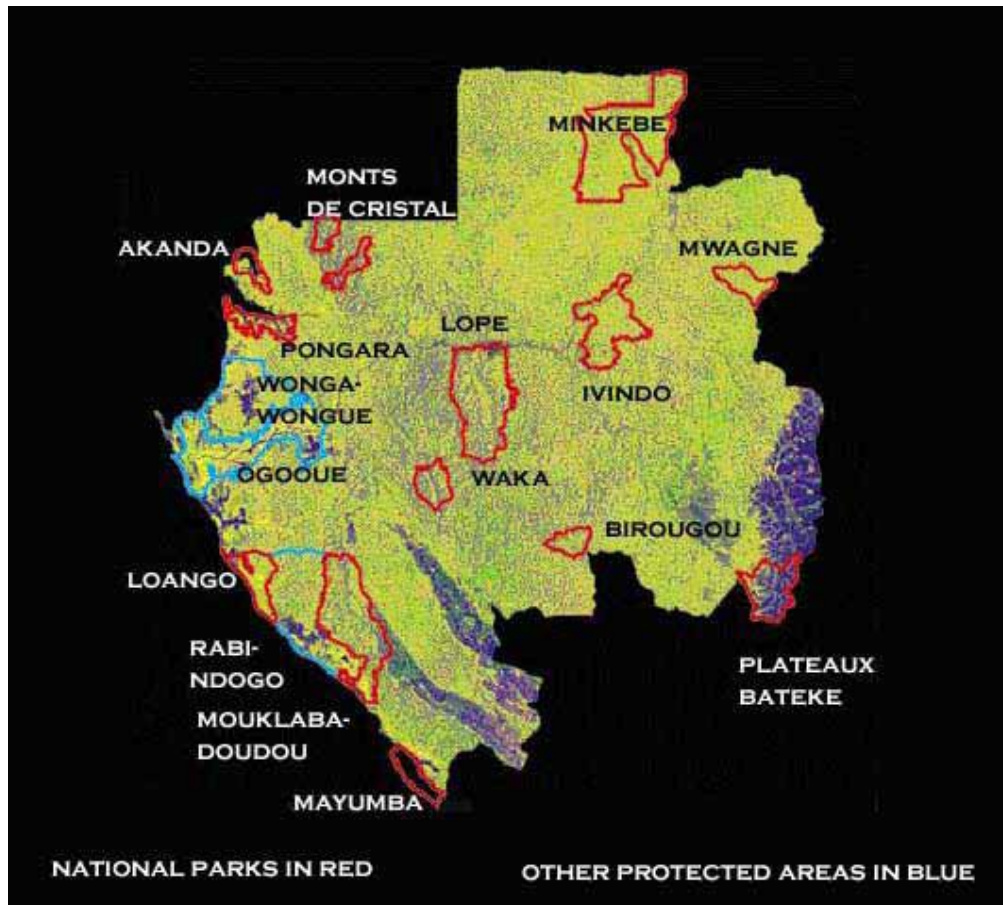 MINKEBE
MONTS
DE CRISTAL
AKANDA
MWAGNE
LOPE
PONGARA
IVINDO
WONGA-
WONGUE
OGOOUE
WAKA
BIROUGOU
LOANGO
RABI-
NDOGO
PLATEAUX
BATEKE
MOUKLABA-
DOUDOU
MAYUMBA
NATIONAL PARKS IN RED
OTHER PROTECTED AREAS IN BLUE